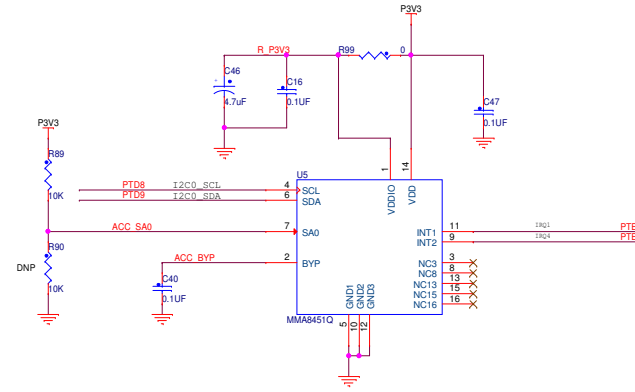 P3V3
R_P3V3
R99
0
C46
4.7uF
C16
0.1UF
C47
0.1UF
P3V3
R89
10K
PTD8
I2C0_SCL
PTD9
I2C0_SDA
ACC_SA0
R90
DNP
10K
ACC_BYP
C40
0.1UF
U5
1
14
VDDIO
VDD
4
SCL
6
SDA
7
SA0
2
BYP
INT1
11
IRQ1
INT2
9
IRQ4
NC3
3
NC8
8
NC13
13
NC15
15
NC16
16
GND1
GND2
GND3
MMA8451Q
5
10
12